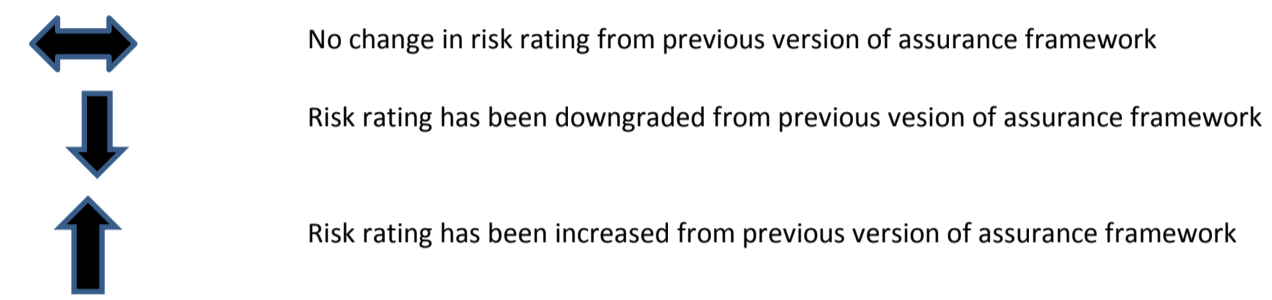 No change in risk rating from previous version of assurance framework
Risk rating has been downgraded from previous vesion of assurance framework
Risk rating has been increased from previous version of assurance framework